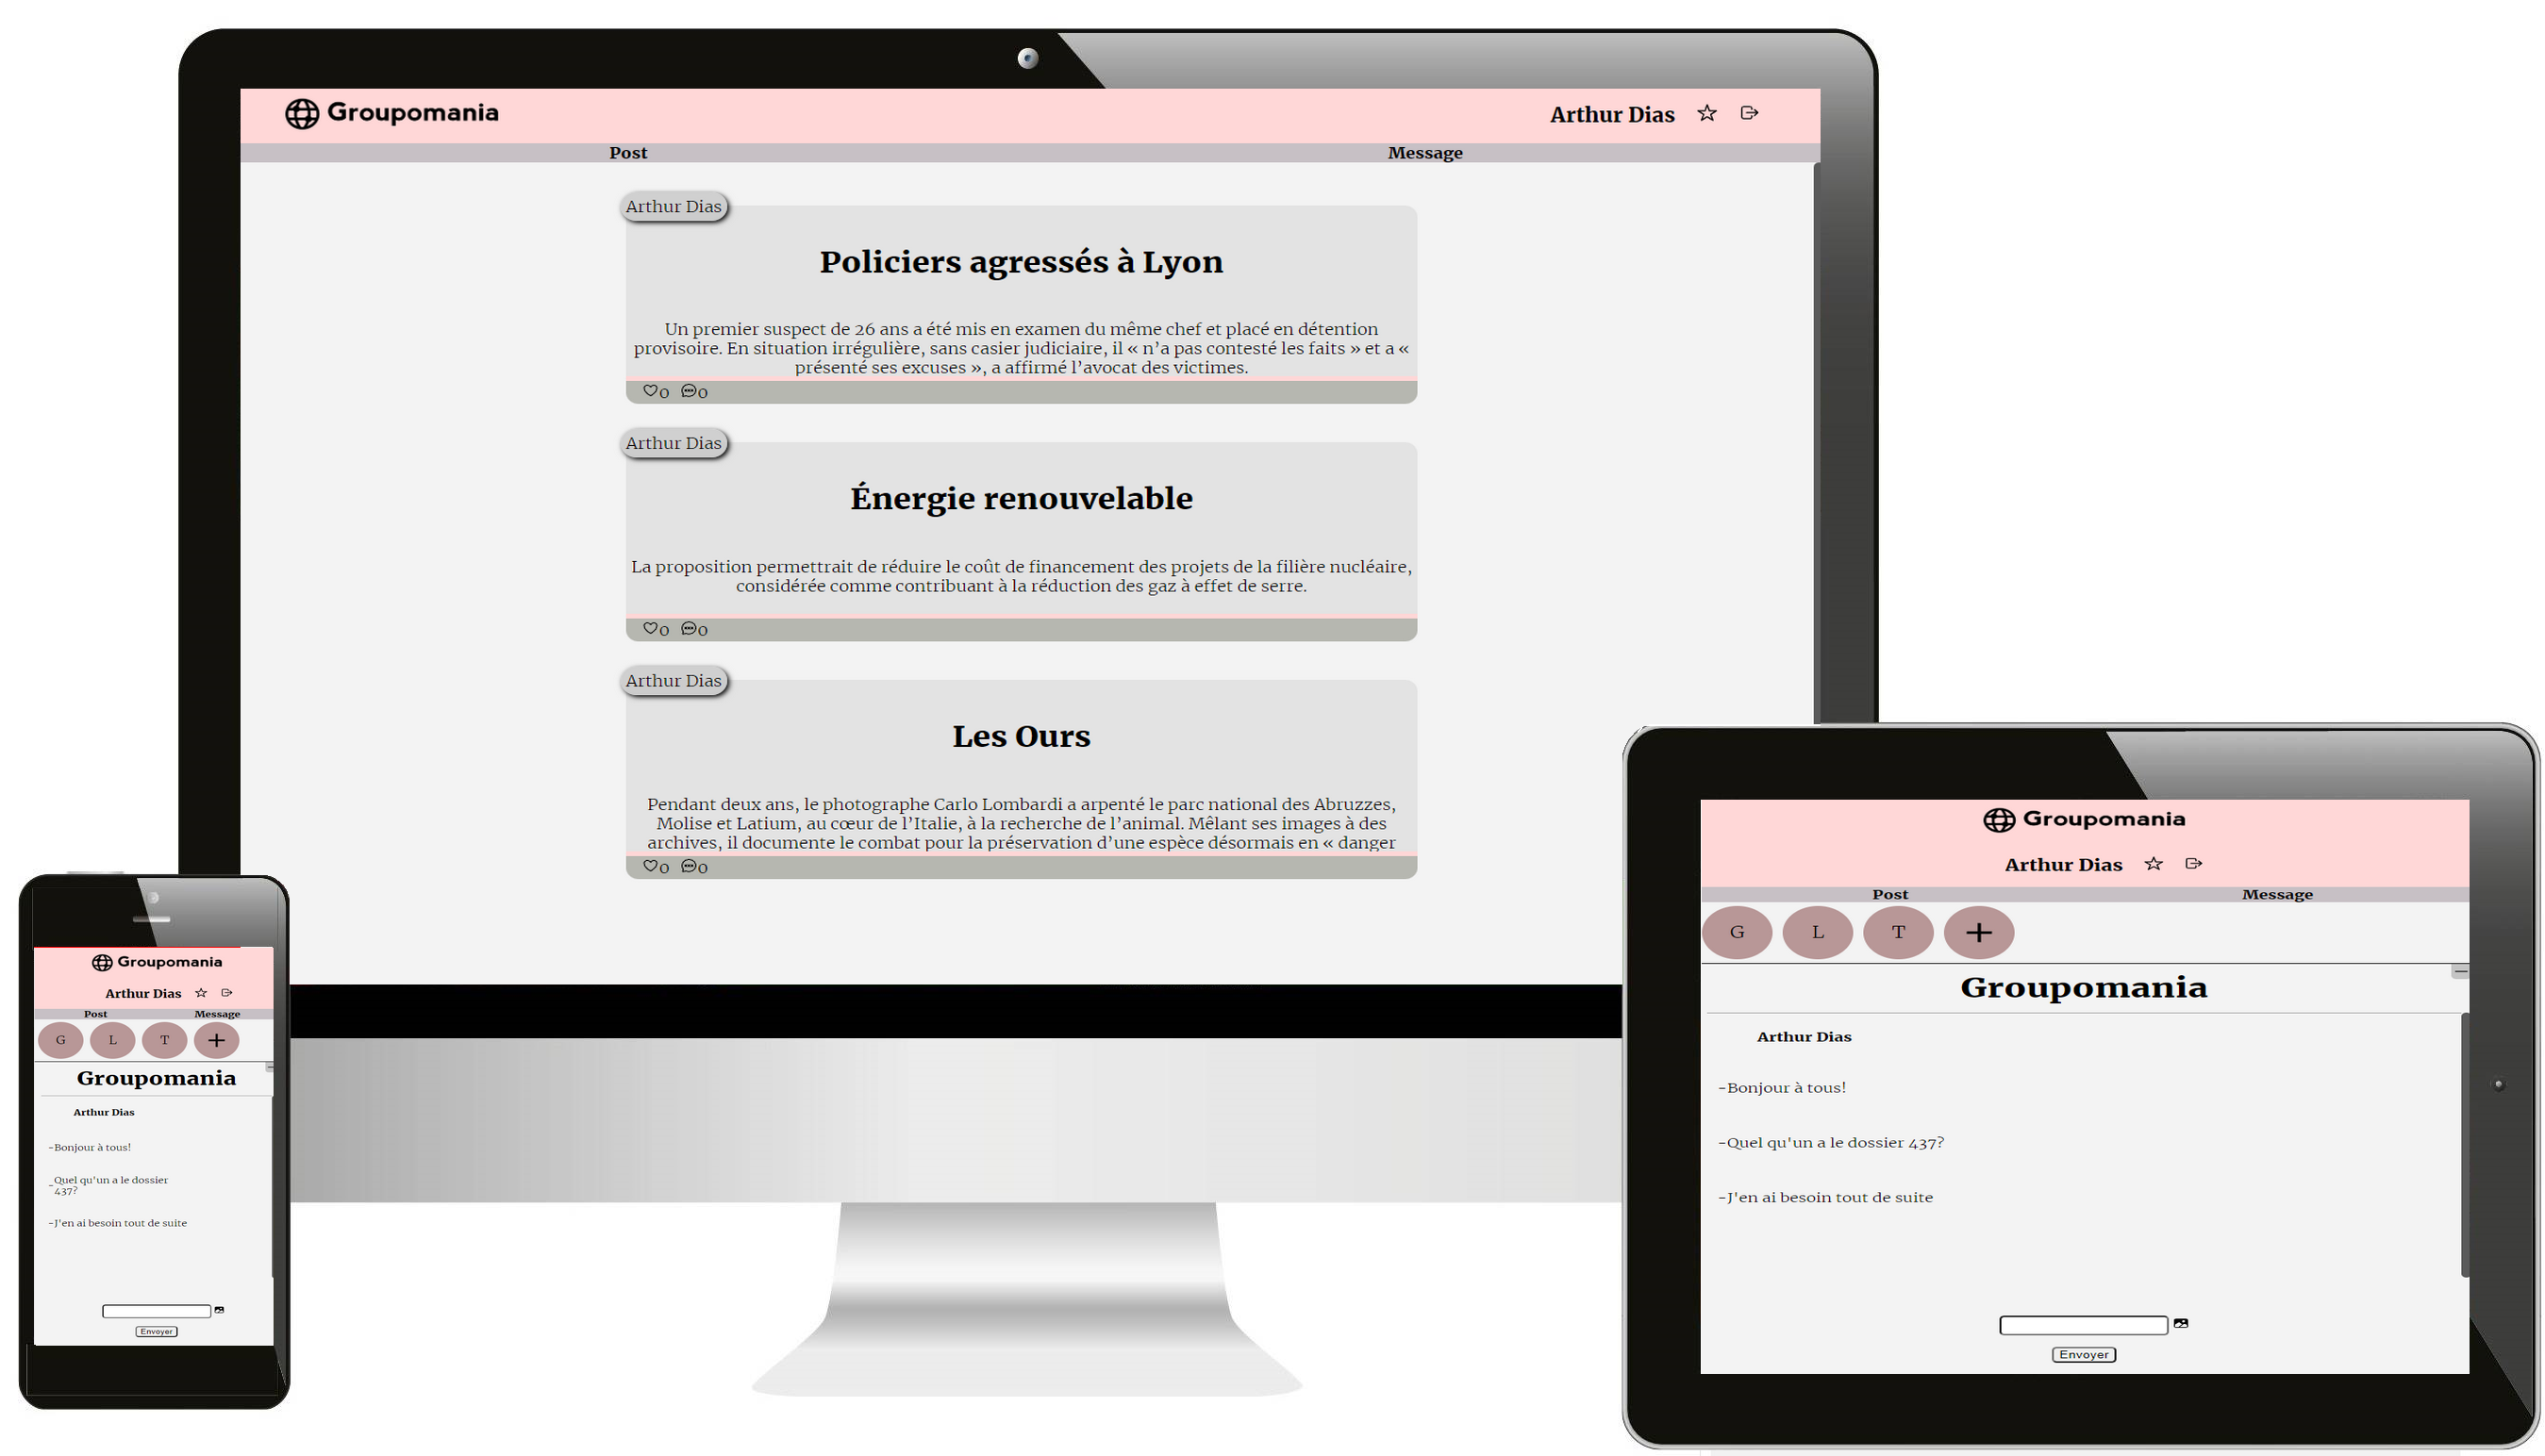 Groupomania
Arthur Dias
Post Message
Arthur Dias
Policiers agressés à Lyon
Un premier suspect de 26 ans a été mis en examen du même chef et placé en détention
provisoire. En situation irrégulière, sans casier judiciaire, il « n’a pas contesté les faits » et a «
présenté ses excuses », a affirmé l’avocat des victimes.
0 0
Arthur Dias
Énergie renouvelable
La proposition permettrait de réduire le coût de financement des projets de la filière nucléaire,
considérée comme contribuant à la réduction des gaz à effet de serre.
0 0
Arthur Dias
Les Ours
Pendant deux ans, le photographe Carlo Lombardi a arpenté le parc national des Abruzzes,
Molise et Latium, au cœur de l’Italie, à la recherche de l’animal. Mêlant ses images à des
archives, il documente le combat pour la préservation d’une espèce désormais en « danger
0 0
Groupomania
Arthur Dias
Post Message
G L T +
Groupomania
Arthur Dias
-Bonjour à tous!
-Quel qu'un a le dossier
437?
-J'en ai besoin tout de suite
Envoyer
Groupomania
Arthur Dias
Post Message
G L T +
Groupomania
Arthur Dias
-Bonjour à tous!
-Quel qu'un a le dossier 437?
-J'en ai besoin tout de suite
Envoyer